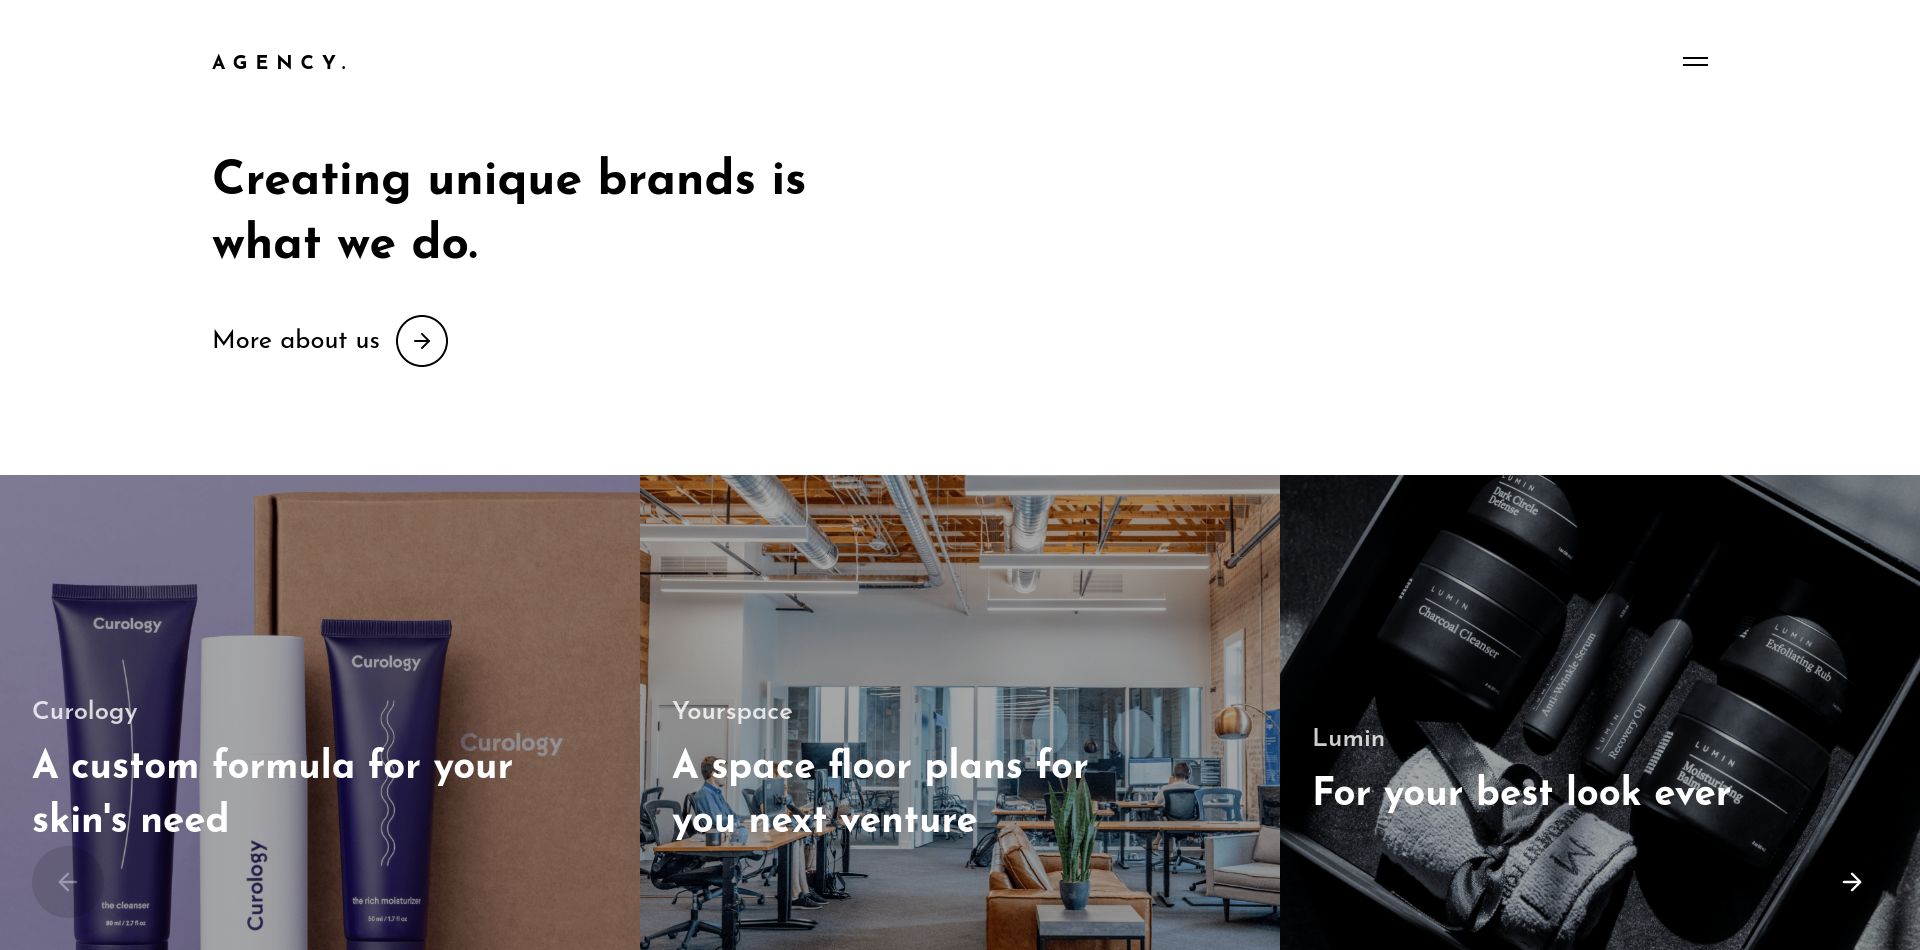 AGENCY.
Creating unique brands is
what we do.
More about us
Curology
Curology
Curology
Curology
A custom formula for your
skin's need
Curology
the cleanser
80 ml / 2.7 fl oz
the rich moisturizer
50 ml / 1.7 fl oz
Yourspace
A space floor plans for
you next venture
Dark Circle
Defense
LUMIN
Charcoal Cleanser
Anti-Wrinkle Serum
LUMIN
Recovery Oil
LUMIN
Exfoliating Rub
LUMIN
Moisturizing
Balm
Lumin
For your best look ever